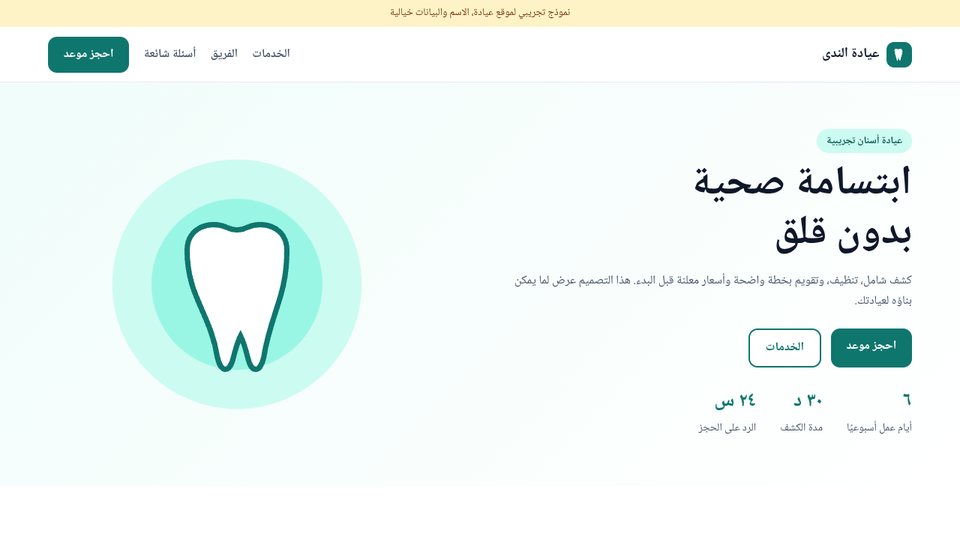 نموذج تجريبي لموقع عيادة، الاسم والبيانات خيالية
عيادة الندى
الخدمات
الفريق
أسئلة شائعة
احجز موعد
عيادة أسنان تجريبية
ابتسامة صحية
بدون قلق
كشف شامل، تنظيف، وتقويم بخطة واضحة وأسعار معلنة قبل البدء. هذا التصميم عرض لما يمكن
بناؤه لعيادتك.
احجز موعد
الخدمات
٦
أيام عمل أسبوعيًا
٣٠ د
مدة الكشف
٢٤ س
الرد على الحجز